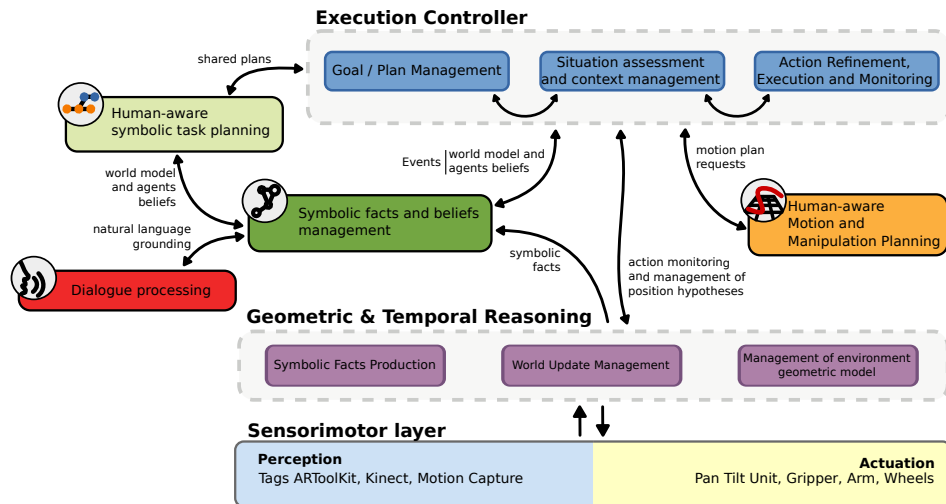 Execution Controller
shared plans
Goal / Plan Management
Situation assessment
and context management
Action Refinement,
Execution and Monitoring
Human-aware
symbolic task planning
world model
and agents
beliefs
Events
world model and
agents beliefs
motion plan
requests
Symbolic facts and beliefs
management
Human-aware
Motion and
Manipulation Planning
natural language
grounding
symbolic
facts
action monitoring
and management of
position hypotheses
Dialogue processing
Geometric & Temporal Reasoning
Symbolic Facts Production
World Update Management
Management of environment
geometric model
Sensorimotor layer
Perception
Tags ARToolKit, Kinect, Motion Capture
Actuation
Pan Tilt Unit, Gripper, Arm, Wheels